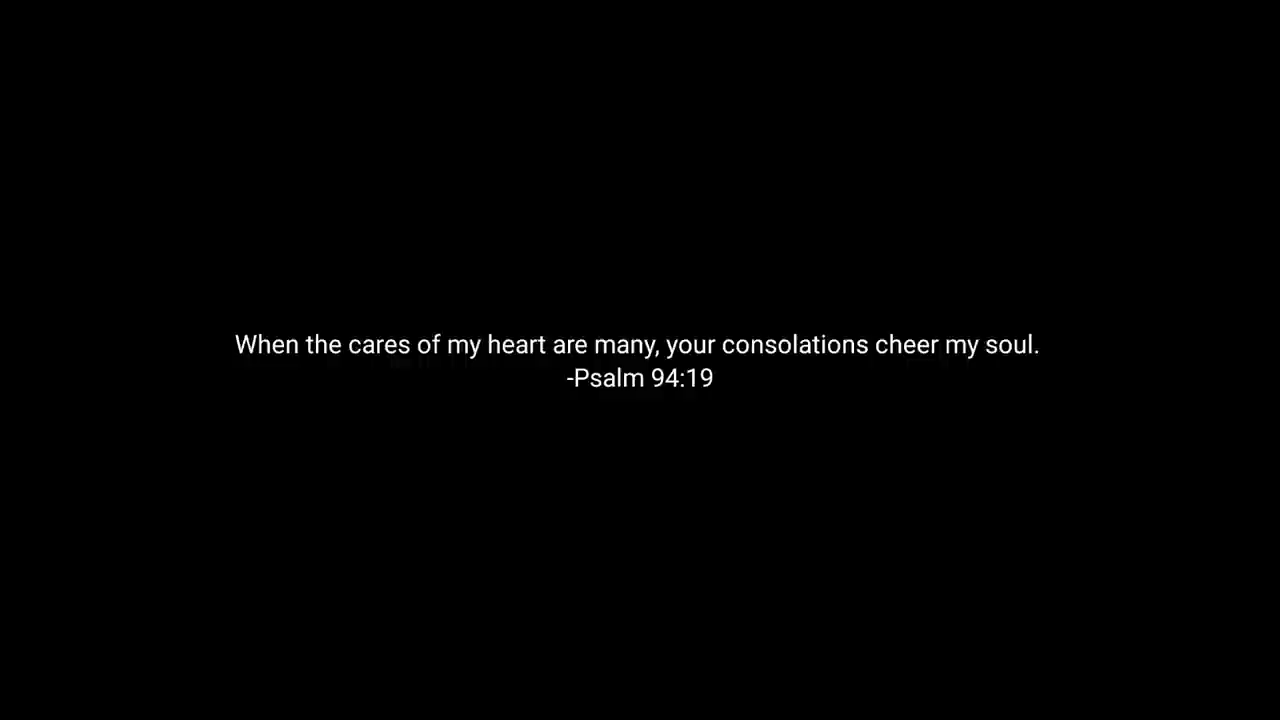 When the cares of my heart are many, your consolations cheer my soul.
-Psalm 94:19